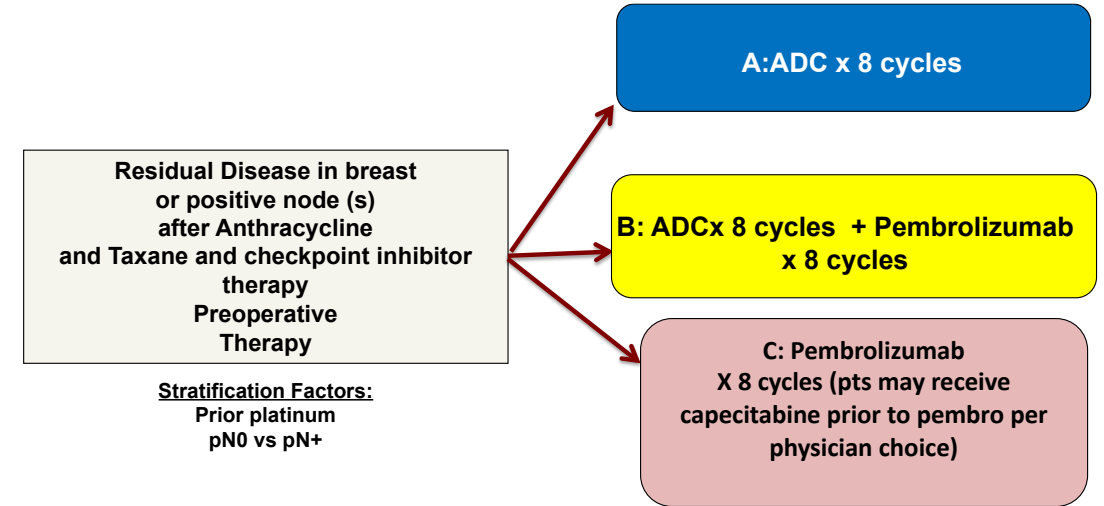 Residual Disease in breast
or positive node (s)
after Anthracycline
and Taxane and checkpoint inhibitor
therapy
Preoperative
Therapy
Stratification Factors:
Prior platinum
pN0 vs pN+
A:ADC x 8 cycles
B: ADCx 8 cycles + Pembrolizumab
x 8 cycles
C: Pembrolizumab
X 8 cycles (pts may receive
capecitabine prior to pembro per
physician choice)